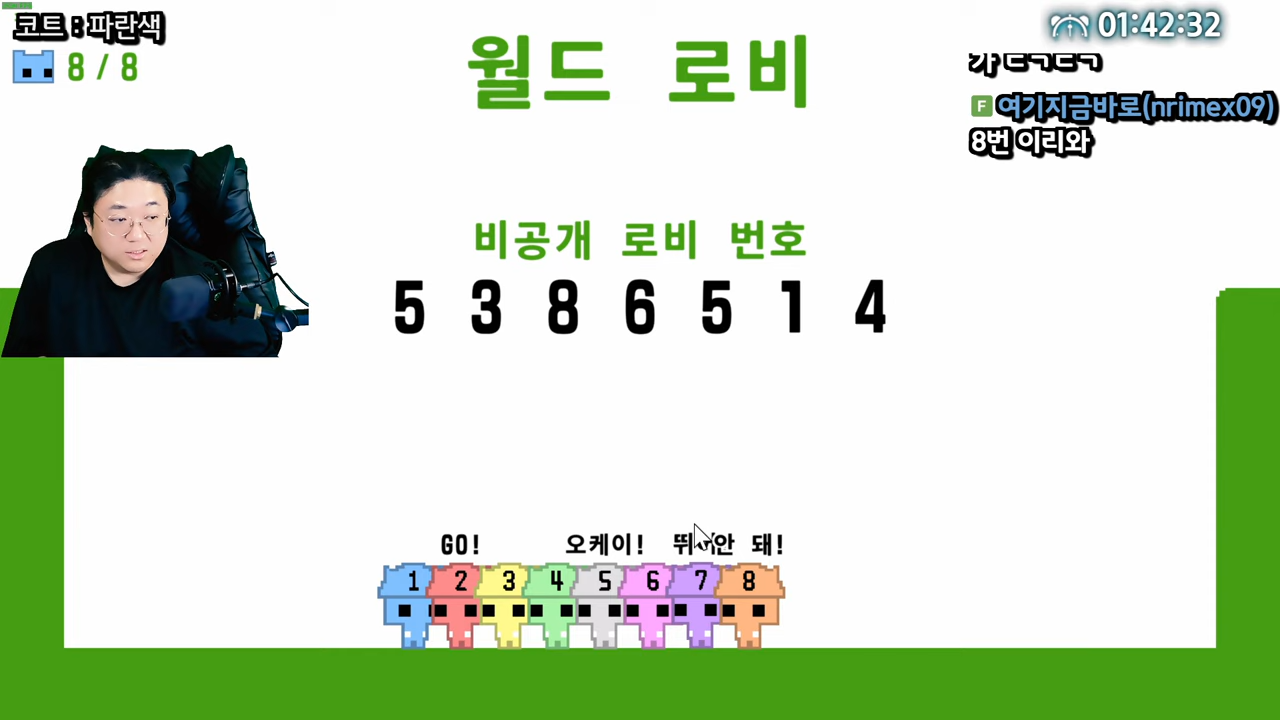 코트 : 파란색
8 / 8
01:42:32
월드 로비
가 ㄷㄱㄷㄱ
F 여기지금바로(nrimex09)
8번 이리와
비공개 로비 번호
5 3 8 6 5 1 4
GO!
오케이!
안 돼!
1 2 3 4 5 6 7 8